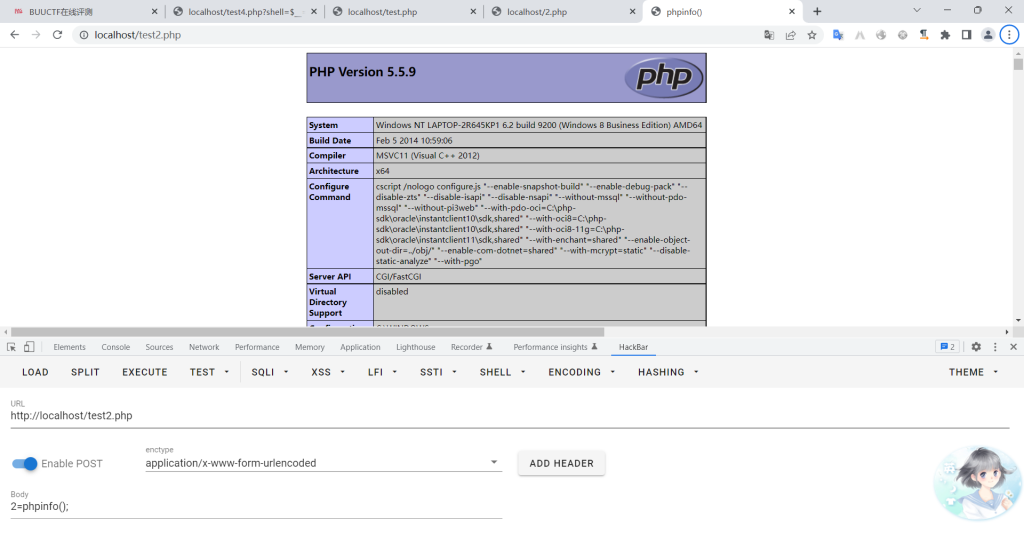 BUUCTF在线评测
localhost/test4.php?shell=$_
localhost/test.php
localhost/2.php
phpinfo()
localhost/test2.php
PHP Version 5.5.9
php
System
Windows NT LAPTOP-2R645KP1 6.2 build 9200 (Windows 8 Business Edition) AMD64
Build Date
Feb 5 2014 10:59:06
Compiler
MSVC11 (Visual C++ 2012)
Architecture
x64
Configure
Command
cscript /nologo configure.js "--enable-snapshot-build" "--enable-debug-pack" "--
disable-zts" "--disable-isapi" "--disable-nsapi" "--without-mssql" "--without-pdo-
mssql" "--without-pi3web" "--with-pdo-oci=C:\php-
sdk\oracle\instantclient10\sdk,shared" "--with-oci8=C:\php-
sdk\oracle\instantclient10\sdk,shared" "--with-oci8-11g=C:\php-
sdk\oracle\instantclient11\sdk,shared" "--with-enchant=shared" "--enable-object-
out-dir=../obj/" "--enable-com-dotnet=shared" "--with-mcrypt=static" "--disable-
static-analyze" "--with-pgo"
Server API
CGI/FastCGI
Virtual
Directory
Support
disabled
Elements Console Sources Network Performance Memory Application Lighthouse Recorder Performance insights HackBar 2
LOAD SPLIT EXECUTE TEST SQLI XSS LFI SSTI SHELL ENCODING HASHING THEME
URL
http://localhost/test2.php
Enable POST
enctype
application/x-www-form-urlencoded
ADD HEADER
Body
2=phpinfo();